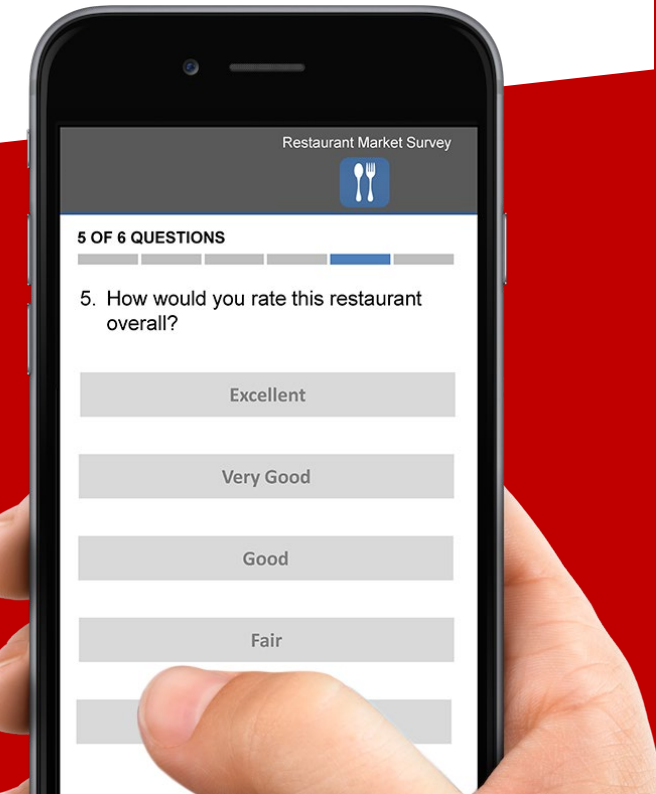 Restaurant Market Survey
5 OF 6 QUESTIONS
5. How would you rate this restaurant
overall?
Excellent
Very Good
Good
Fair